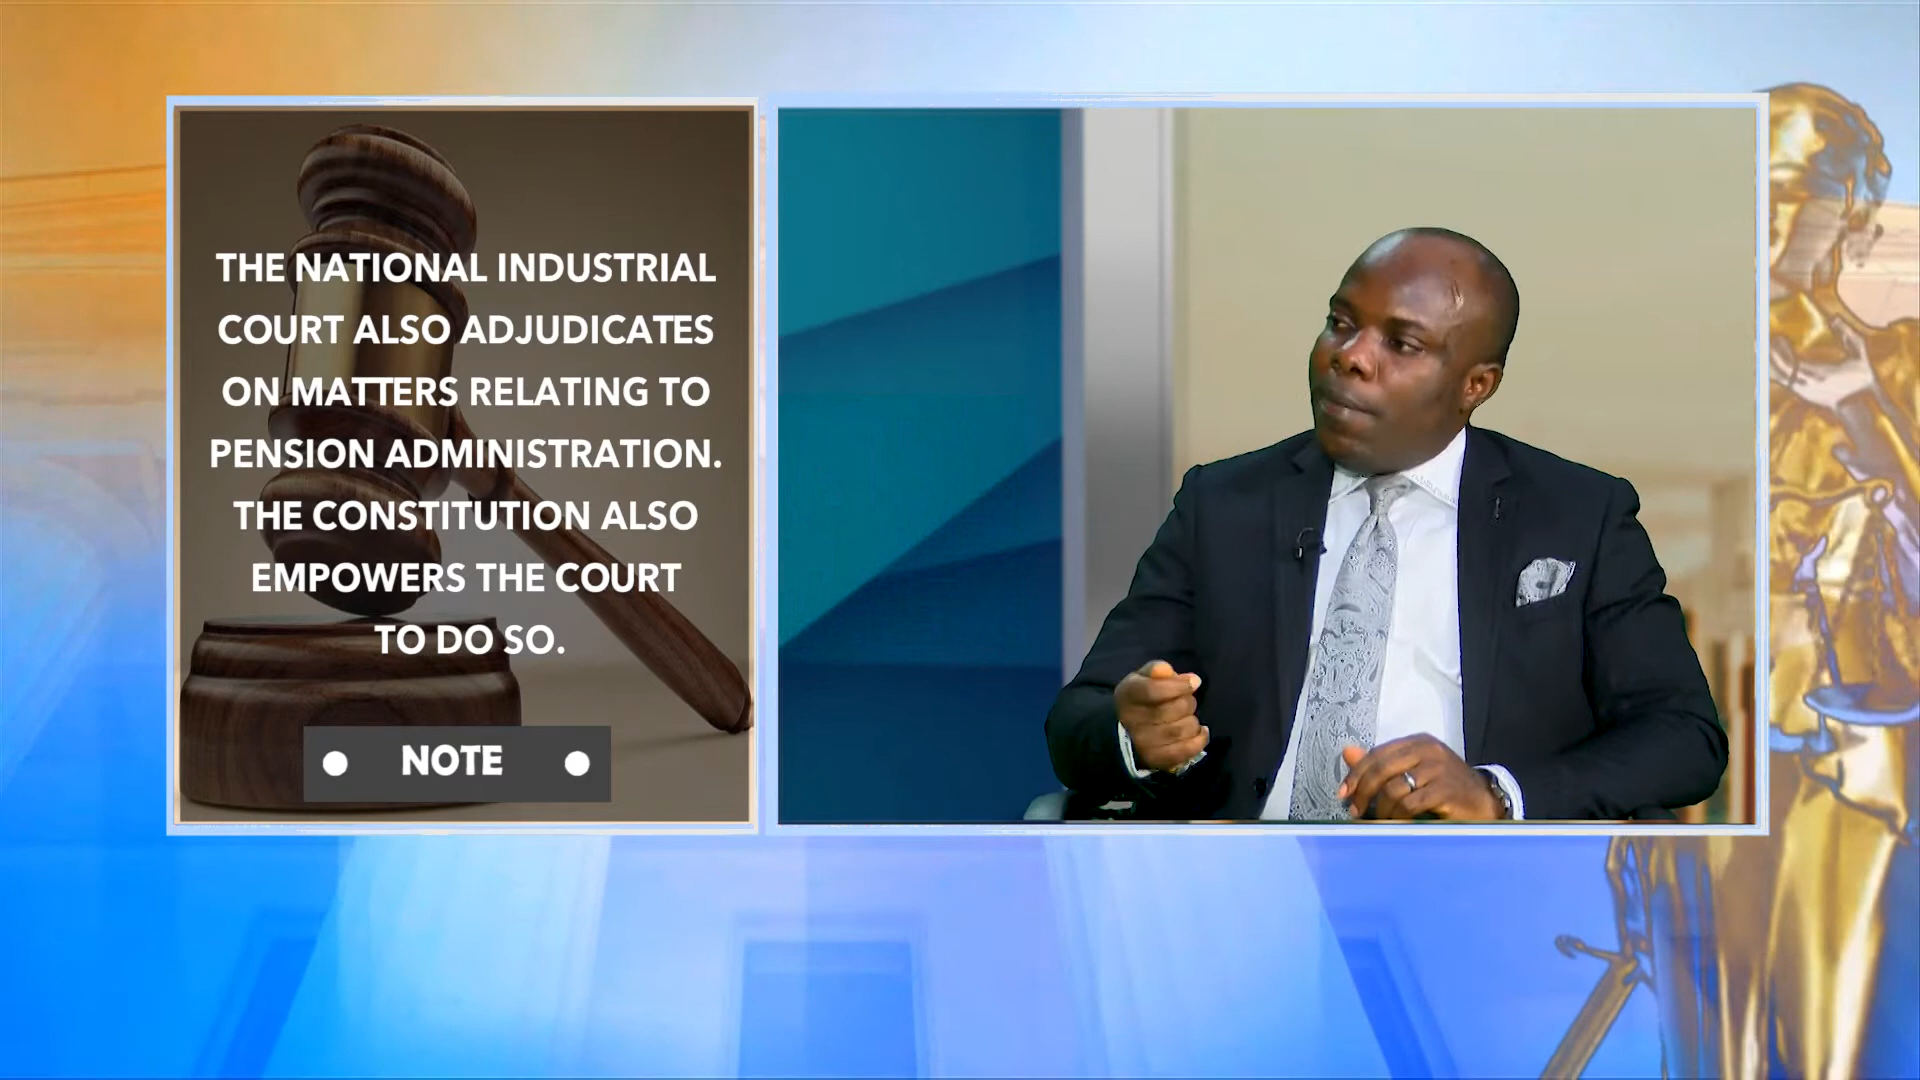 THE NATIONAL INDUSTRIAL
COURT ALSO ADJUDICATES
ON MATTERS RELATING TO
PENSION ADMINISTRATION.
THE CONSTITUTION ALSO
EMPOWERS THE COURT
TO DO SO.
NOTE